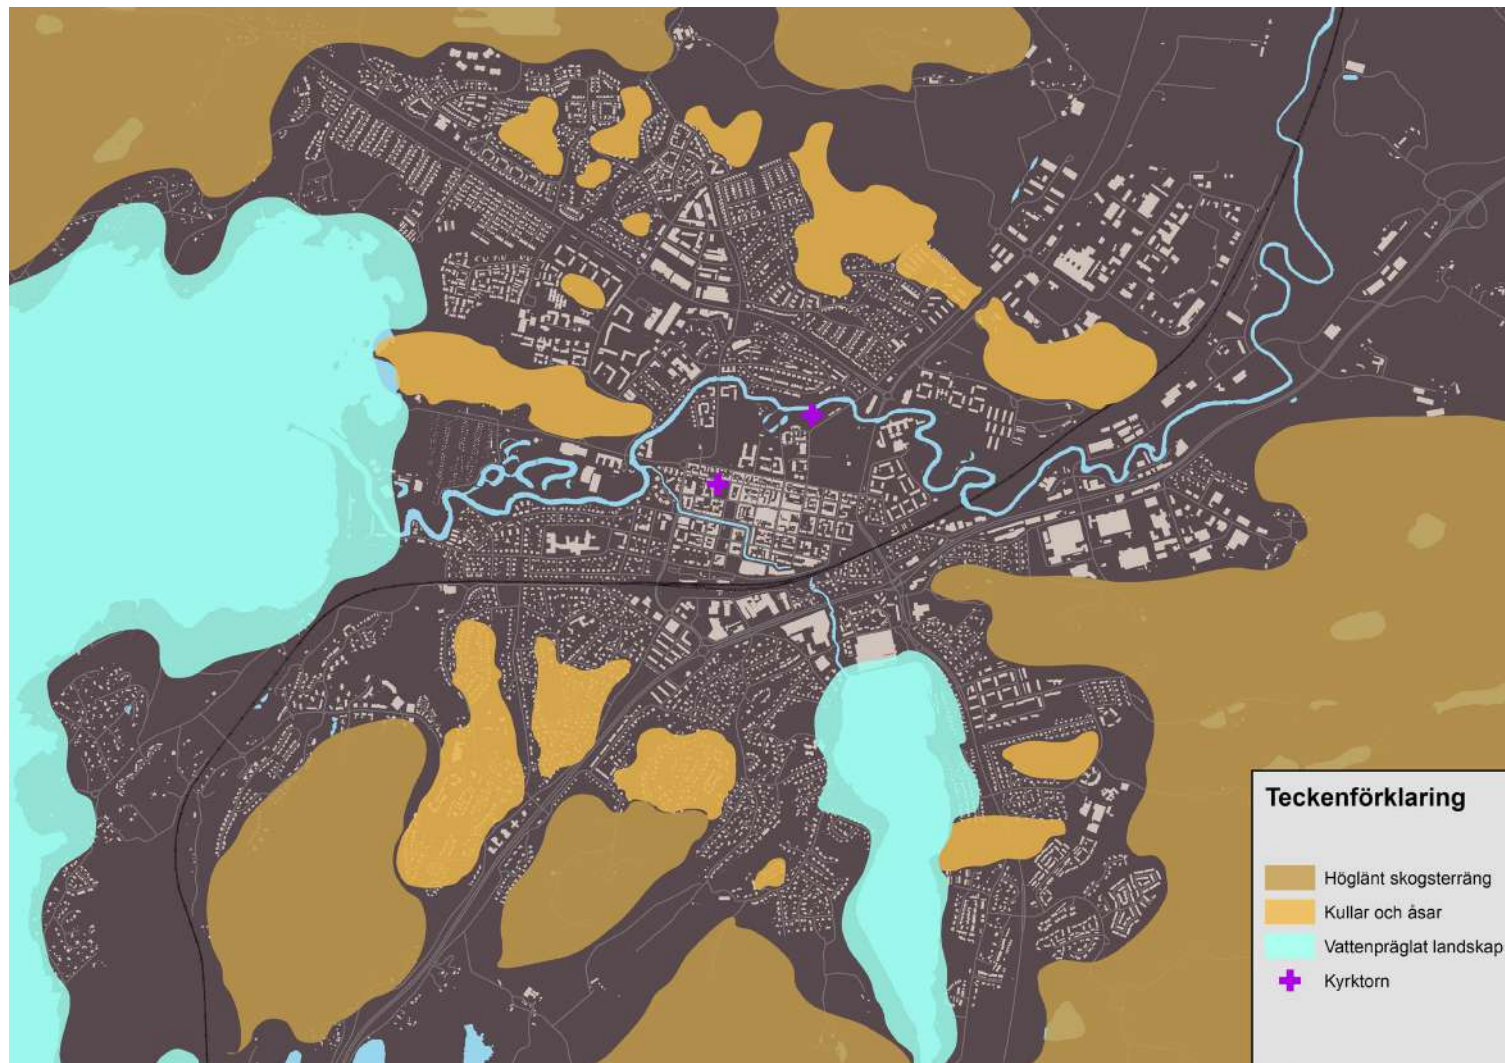 Teckenförklaring
Höglänt skogsterräng
Kullar och åsar
Vattenpräglat landskap
Kyrktorn